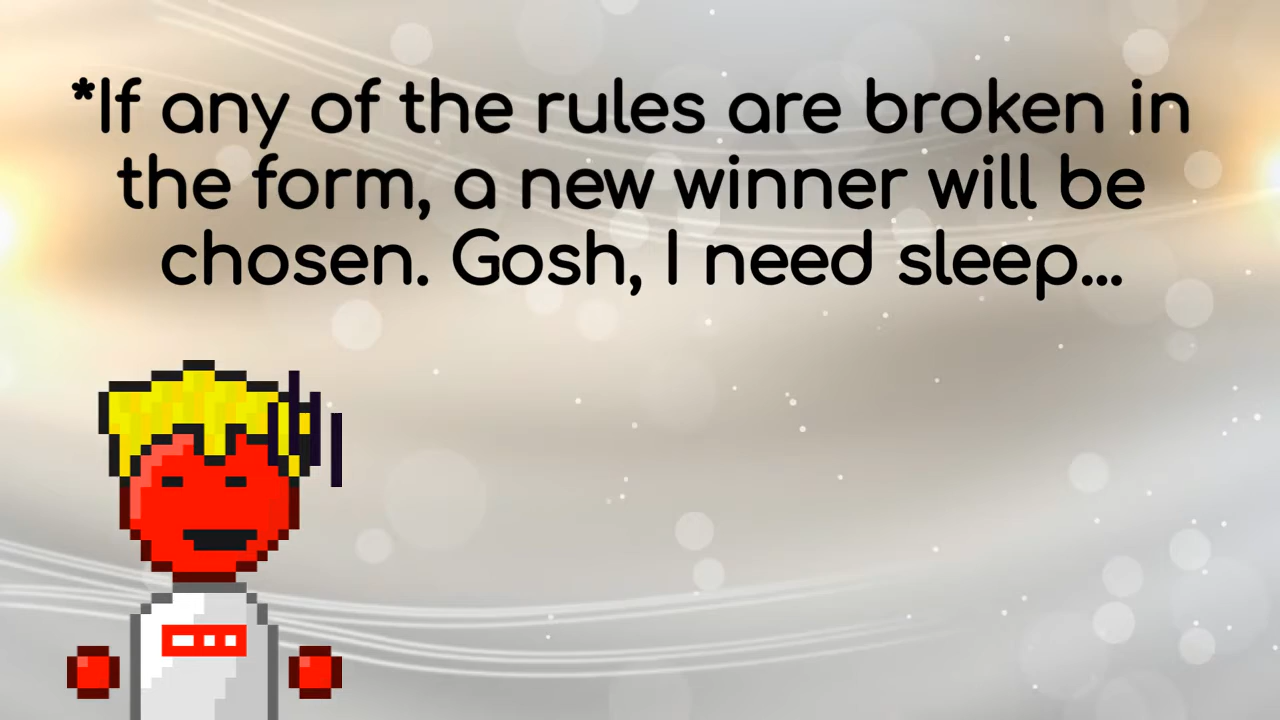 *If any of the rules are broken in
the form, a new winner will be
chosen. Gosh, I need sleep...